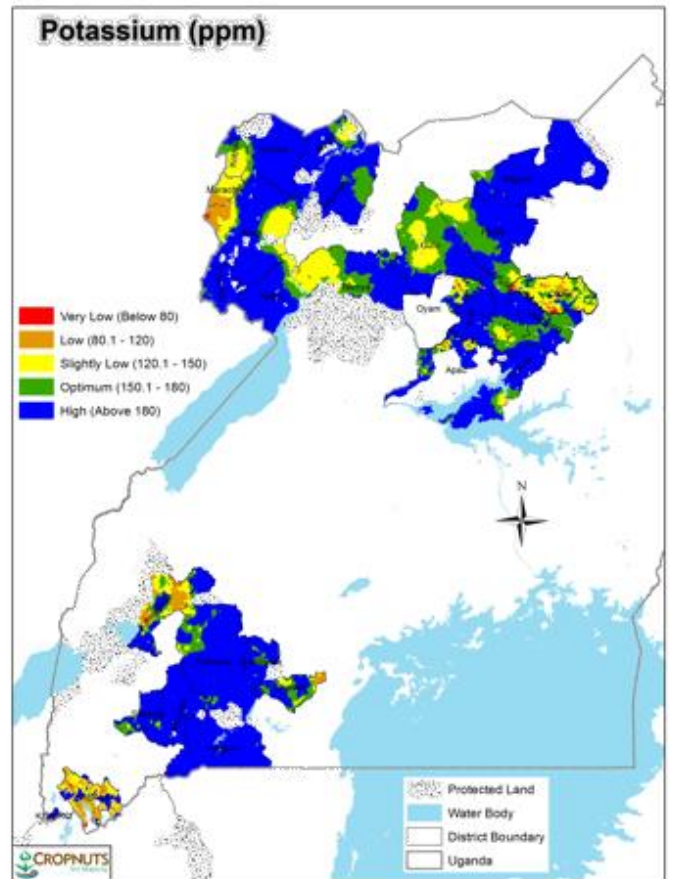 Potassium (ppm)
Maracha
Oyam
Apac
Very Low (Below 80)
Low (80.1 - 120)
Slightly Low (120.1 - 150)
Optimum (150.1 - 180)
High (Above 180)
N
Protected Land
Water Body
District Boundary
Uganda
CROPNUTS